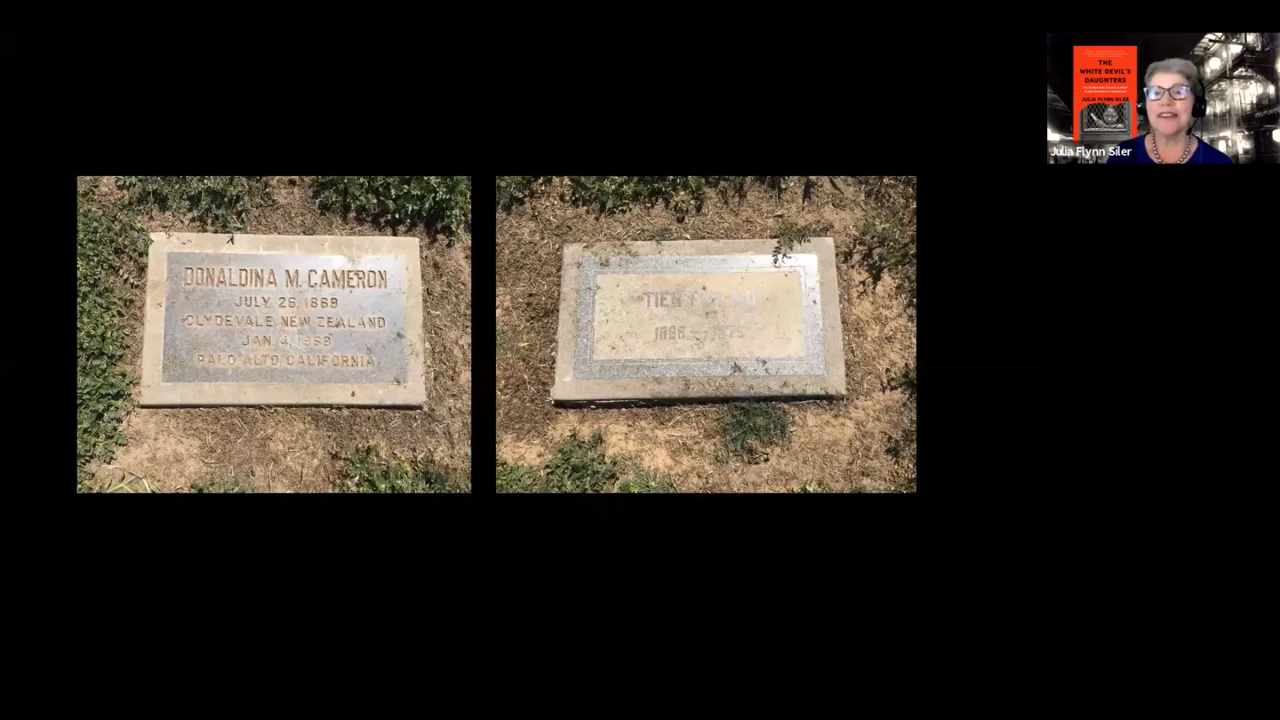 DONALDINA M. CAMERON
JULY 26, 1869
CLYDEVALE NEW ZEALAND
JAN. 4, 1968
PALO ALTO, CALIFORNIA
TIEN
THE
WHITE DEVIL'S
DAUGHTERS
JULIA FLYNN SILER
Julia Flynn Siler